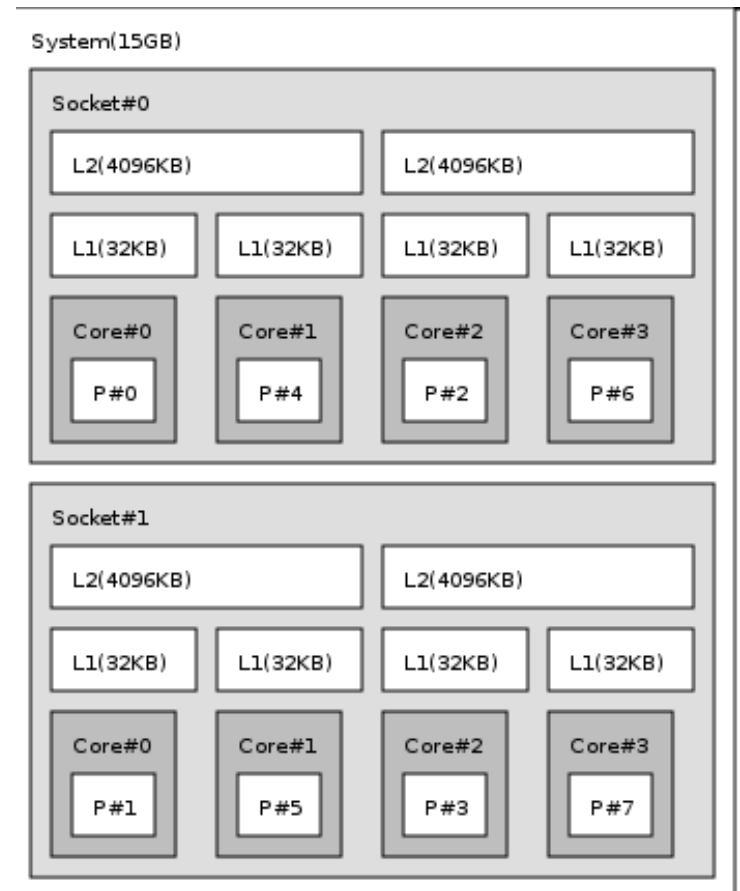 System(15GB)
Socket#0
L2(4096KB) L2(4096KB)
L1(32KB) L1(32KB) L1(32KB) L1(32KB)
Core#0 Core#1 Core#2 Core#3
P#0 P#4 P#2 P#6
Socket#1
L2(4096KB) L2(4096KB)
L1(32KB) L1(32KB) L1(32KB) L1(32KB)
Core#0 Core#1 Core#2 Core#3
P#1 P#5 P#3 P#7